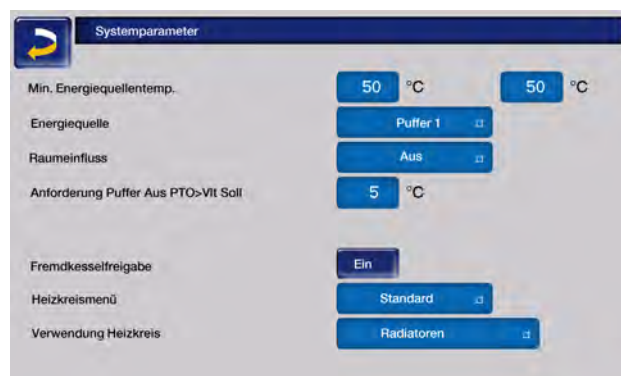 Systemparameter
Min. Energiequellentemp. 50 °C 50 °C
Energiequelle Puffer 1
Raumeinfluss Aus
Anforderung Puffer Aus PTO>Vlt Soll 5 °C
Fremdkesselfreigabe Ein
Heizkreismenü Standard
Verwendung Heizkreis Radiatoren